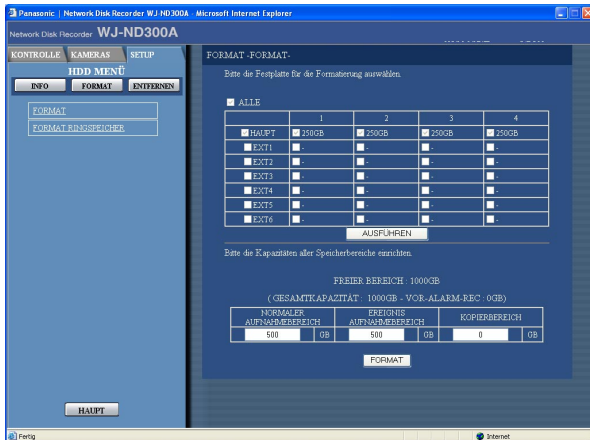 Panasonic | Network Disk Recorder WJ-ND300A - Microsoft Internet Explorer
Network Disk Recorder WJ-ND300A
KONTROLLE KAMERAS SETUP
HDD MENÜ
INFO FORMAT ENTFERNEN
FORMAT
FORMAT RINGSPEICHER
HAUPT
FORMAT -FORMAT-
Bitte die Festplatte für die Formatierung auswählen.
ALLE
1 2 3 4
HAUPT 250GB 250GB 250GB 250GB
EXT1 - - - -
EXT2 - - - -
EXT3 - - - -
EXT4 - - - -
EXT5 - - - -
EXT6 - - - -
AUSFÜHREN
Bitte die Kapazitäten aller Speicherbereiche einrichten.
FREIER BEREICH : 1000GB
( GESAMTKAPAZITÄT : 1000GB - VOR-ALARM-REC : 0GB)
NORMALER AUFNAHMEBEREICH EREIGNIS AUFNAHMEBEREICH KOPIERBEREICH
500 GB 500 GB 0 GB
FORMAT
Fertig Internet